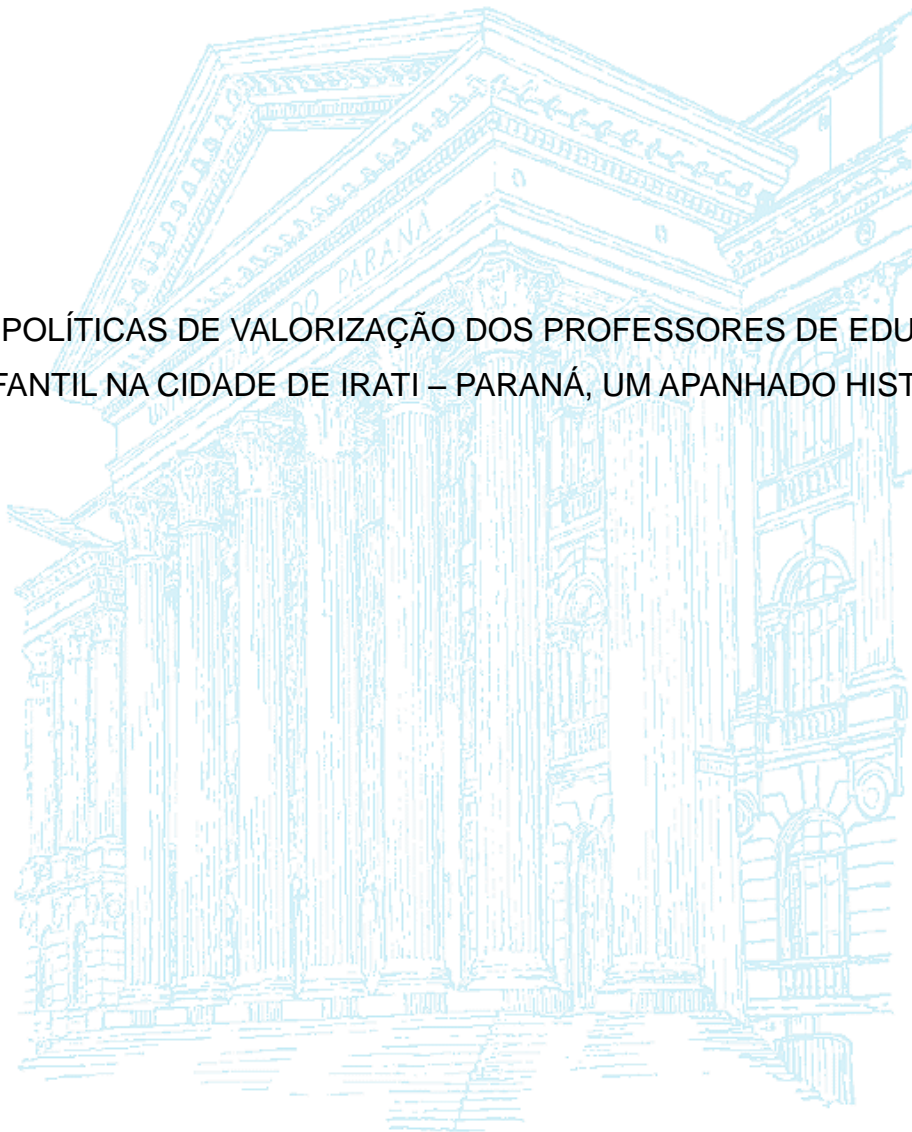 POLÍTICAS DE VALORIZAÇÃO DOS PROFESSORES DE EDU
FANTIL NA CIDADE DE IRATI – PARANÁ, UM APANHADO HIST
DO PARANÁ